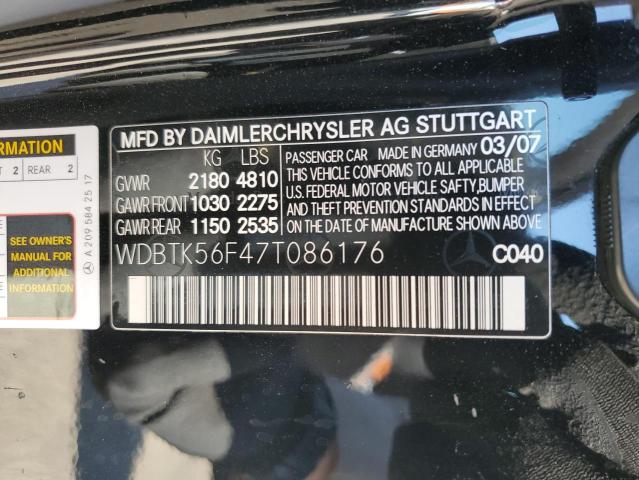 MFD BY DAIMLERCHRYSLER AG STUTTGART
KG LBS
GVWR 2180 4810
GAWR FRONT 1030 2275
GAWR REAR 1150 2535
PASSENGER CAR MADE IN GERMANY 03/07
THIS VEHICLE CONFORMS TO ALL APPLICABLE
U.S. FEDERAL MOTOR VEHICLE SAFTY,BUMPER
AND THEFT PREVENTION STANDARDS IN EFFECT
ON THE DATE OF MANUFACTURE SHOWN ABOVE.
WDBTK56F47T086176 C040
REAR 2
2
SEE OWNER'S
MANUAL FOR
ADDITIONAL
INFORMATION
A 209 584 25 17